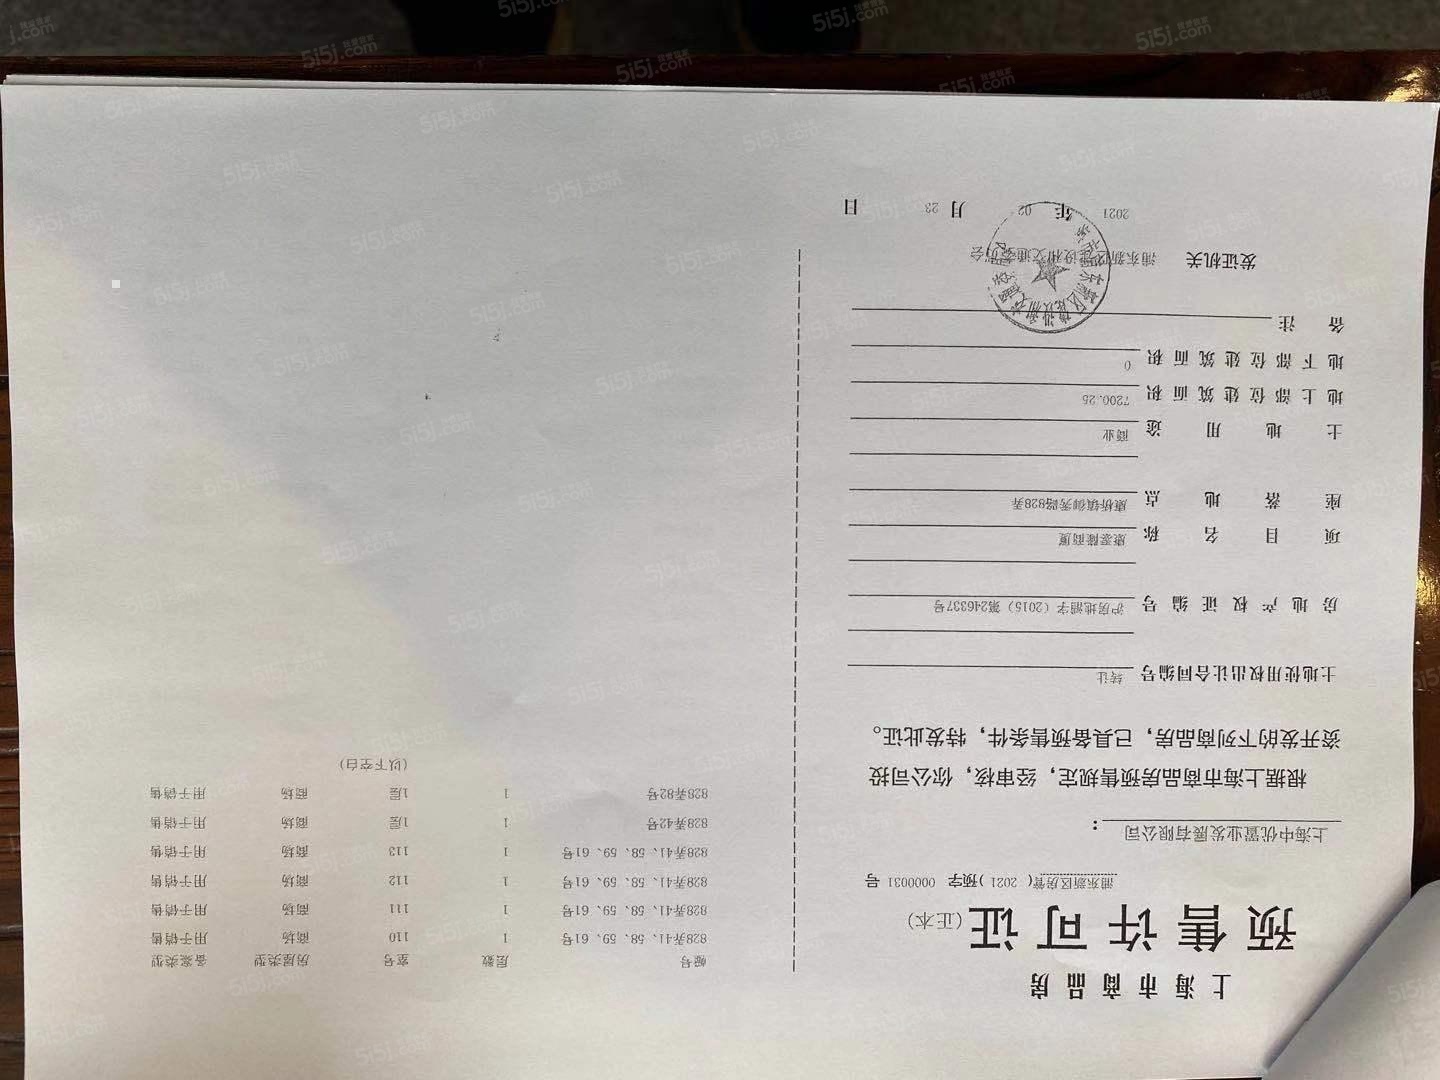 上海市商品房
预售许可证(正本)
浦东新区房管(2021)预字 0000031 号
上海中优置业发展有限公司:
根据上海市商品房预售规定,经审核,你公司投
资开发的下列商品房,已具备预售条件,特发此证。
土地使用权出让合同编号 转让
房地产权证编号 沪房地浦字(2015)第246337号
项目名称 康泰隆商厦
座落地点 康桥镇御秀路828弄
土地用途 商业
地上部位建筑面积 7200.25
地下部位建筑面积 0
备注
发证机关 浦东新区建设和交通委员会
2021 年 02 月 23 日
幢号 层数 室号 房屋类型 备案类型
828弄41、58、59、61号 1 110 商场 用于销售
828弄41、58、59、61号 1 111 商场 用于销售
828弄41、58、59、61号 1 112 商场 用于销售
828弄41、58、59、61号 1 113 商场 用于销售
828弄42号 1 1层 商场 用于销售
828弄82号 1 1层 商场 用于销售
(以下空白)
5i5j.com